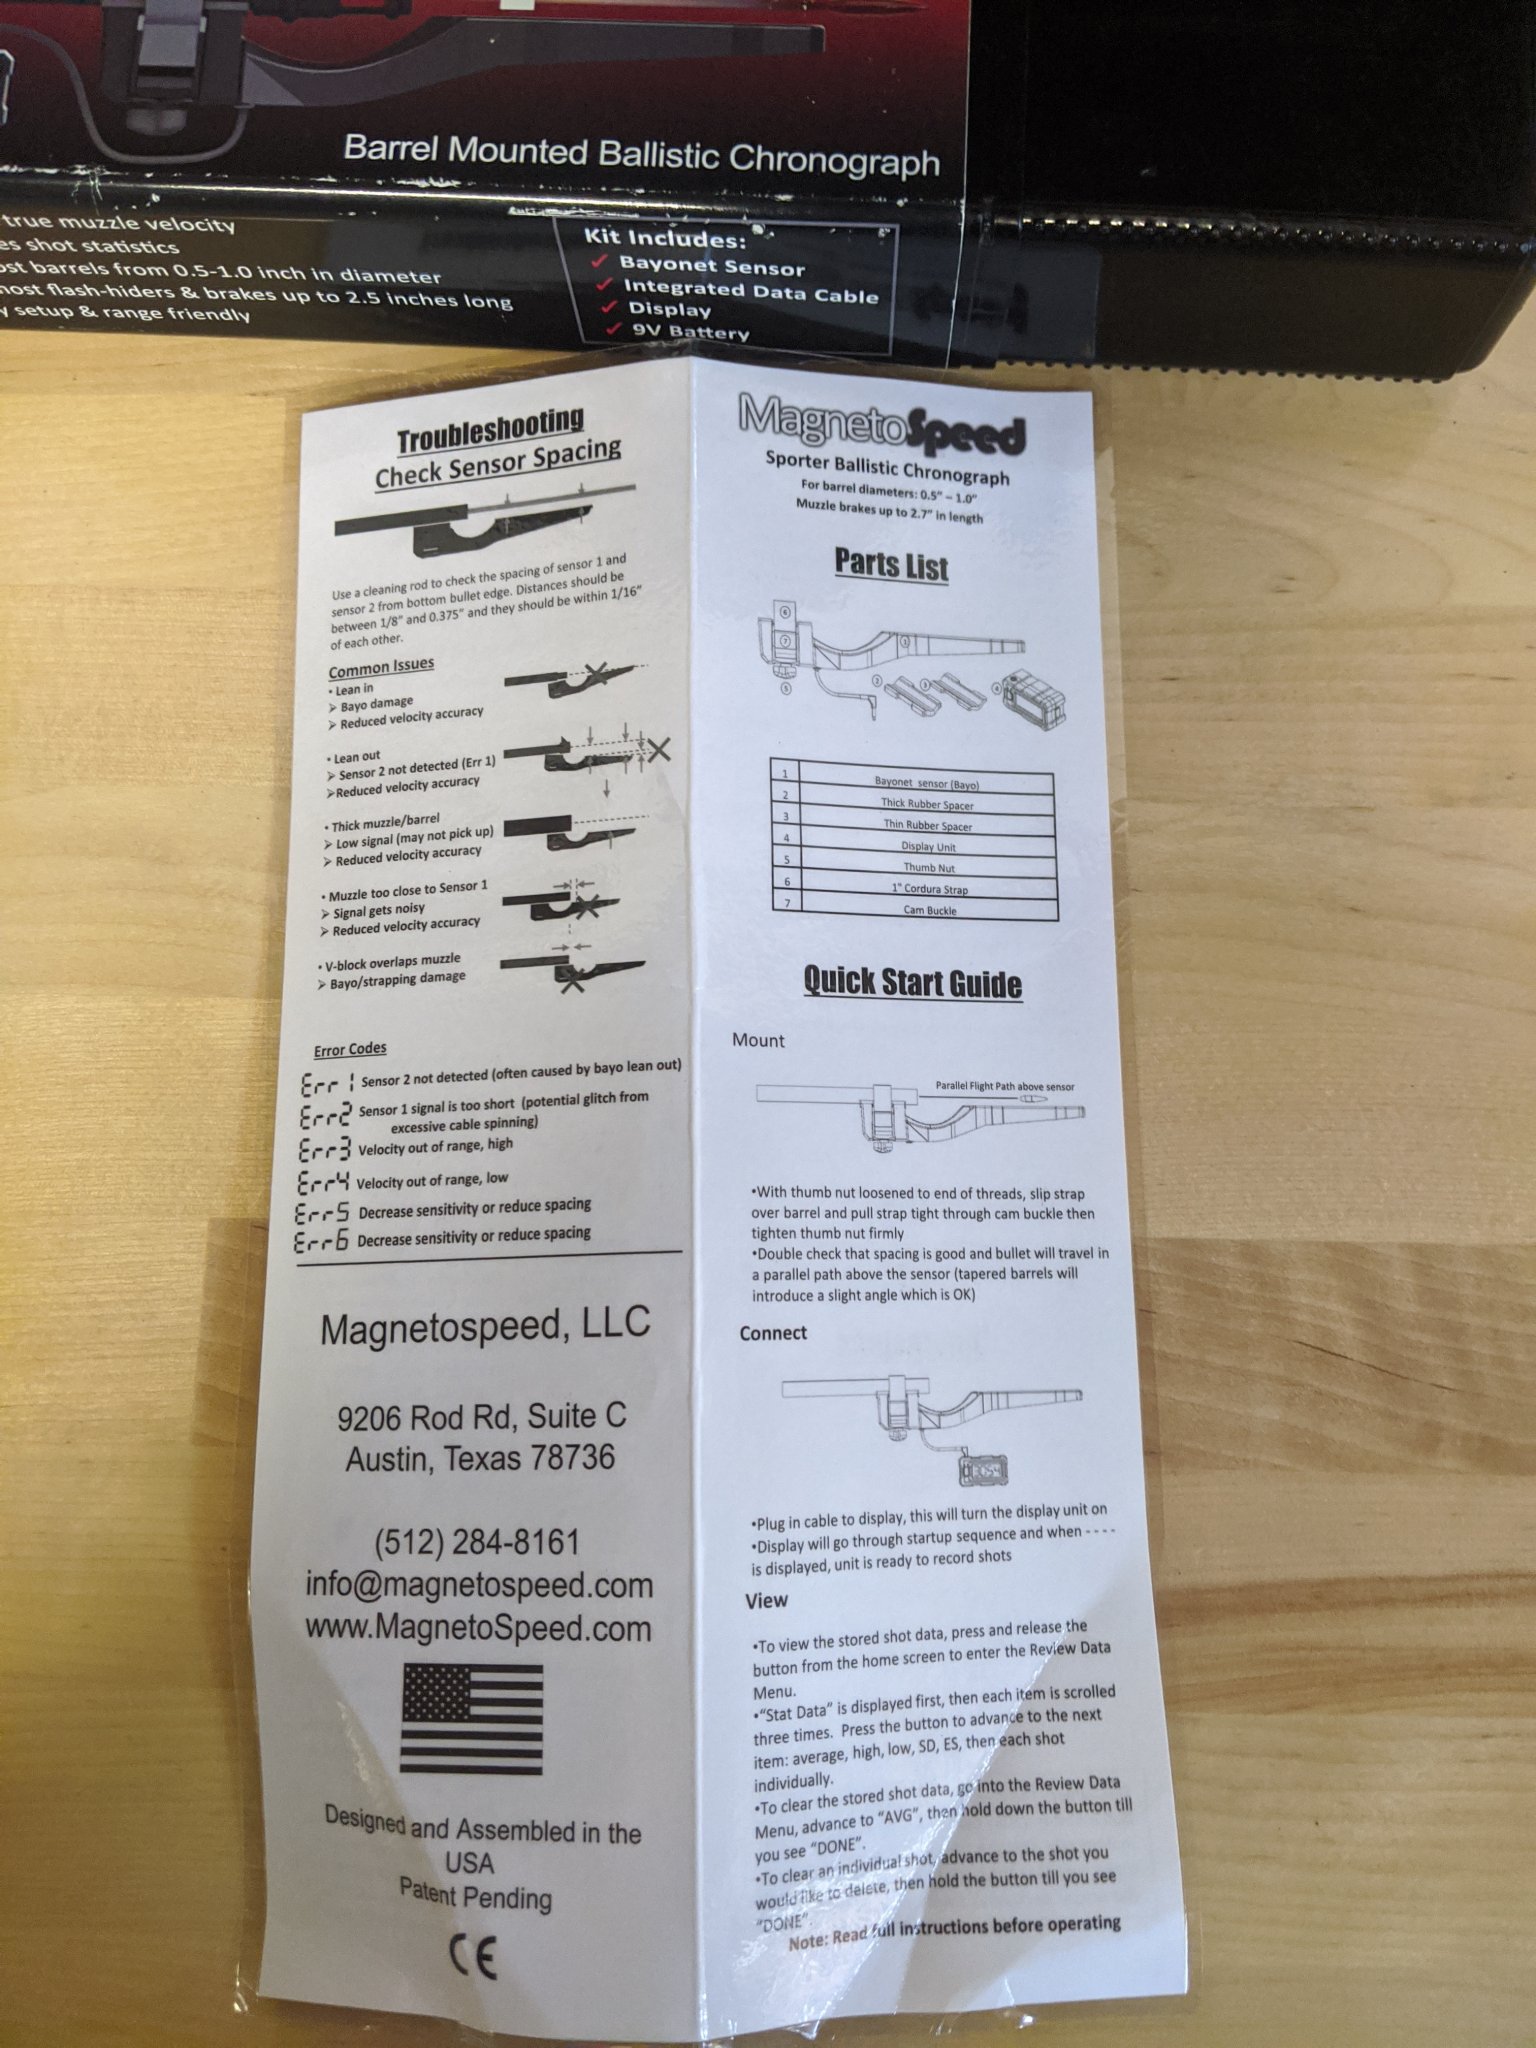 Barrel Mounted Ballistic Chronograph
true muzzle velocity
shot statistics
barrels from 0.5-1.0 inch in diameter
flash-hiders & brakes up to 2.5 inches long
setup & range friendly
Kit Includes:
✓ Bayonet Sensor
✓ Integrated Data Cable
✓ Display
✓ 9V Battery
Troubleshooting
Check Sensor Spacing
Use a cleaning rod to check the spacing of sensor 1 and
sensor 2 from bottom bullet edge. Distances should be
between 1/8" and 0.375" and they should be within 1/16"
of each other.
Common Issues
• Lean in
➢ Bayo damage
➢ Reduced velocity accuracy
• Lean out
➢ Sensor 2 not detected (Err 1)
➢ Reduced velocity accuracy
• Thick muzzle/barrel
➢ Low signal (may not pick up)
➢ Reduced velocity accuracy
• Muzzle too close to Sensor 1
➢ Signal gets noisy
➢ Reduced velocity accuracy
• V-block overlaps muzzle
➢ Bayo/strapping damage
Error Codes
Err 1 Sensor 2 not detected (often caused by bayo lean out)
Err2 Sensor 1 signal is too short (potential glitch from
excessive cable spinning)
Err3 Velocity out of range, high
Err4 Velocity out of range, low
Err5 Decrease sensitivity or reduce spacing
Err6 Decrease sensitivity or reduce spacing
Magnetospeed, LLC
9206 Rod Rd, Suite C
Austin, Texas 78736
(512) 284-8161
info@magnetospeed.com
www.MagnetoSpeed.com
Designed and Assembled in the
USA
Patent Pending
CE
MagnetoSpeed
Sporter Ballistic Chronograph
For barrel diameters: 0.5" – 1.0"
Muzzle brakes up to 2.7" in length
Parts List
6
7
1
5
2
3
4
1 Bayonet sensor (Bayo)
2 Thick Rubber Spacer
3 Thin Rubber Spacer
4 Display Unit
5 Thumb Nut
6 1" Cordura Strap
7 Cam Buckle
Quick Start Guide
Mount
Parallel Flight Path above sensor
•With thumb nut loosened to end of threads, slip strap
over barrel and pull strap tight through cam buckle then
tighten thumb nut firmly
•Double check that spacing is good and bullet will travel in
a parallel path above the sensor (tapered barrels will
introduce a slight angle which is OK)
Connect
3054
•Plug in cable to display, this will turn the display unit on
•Display will go through startup sequence and when - - - -
is displayed, unit is ready to record shots
View
•To view the stored shot data, press and release the
button from the home screen to enter the Review Data
Menu.
•"Stat Data" is displayed first, then each item is scrolled
three times. Press the button to advance to the next
item: average, high, low, SD, ES, then each shot
individually.
•To clear the stored shot data, go into the Review Data
Menu, advance to "AVG", then hold down the button till
you see "DONE".
•To clear an individual shot, advance to the shot you
would like to delete, then hold the button till you see
"DONE".
Note: Read full instructions before operating